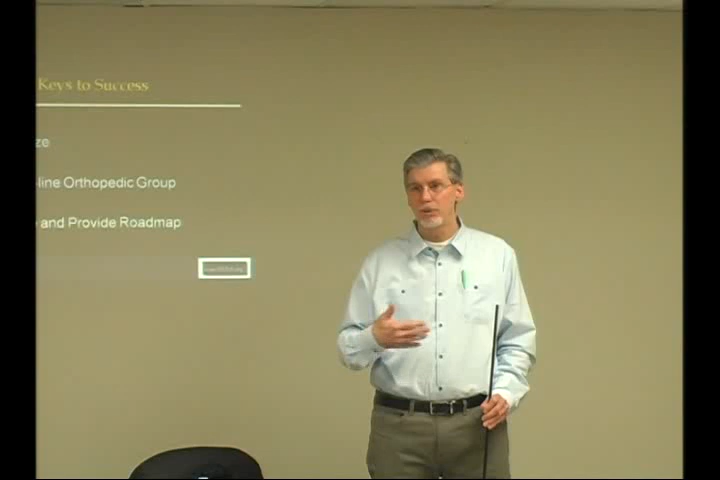 Keys to Success
ze
line Orthopedic Group
and Provide Roadmap